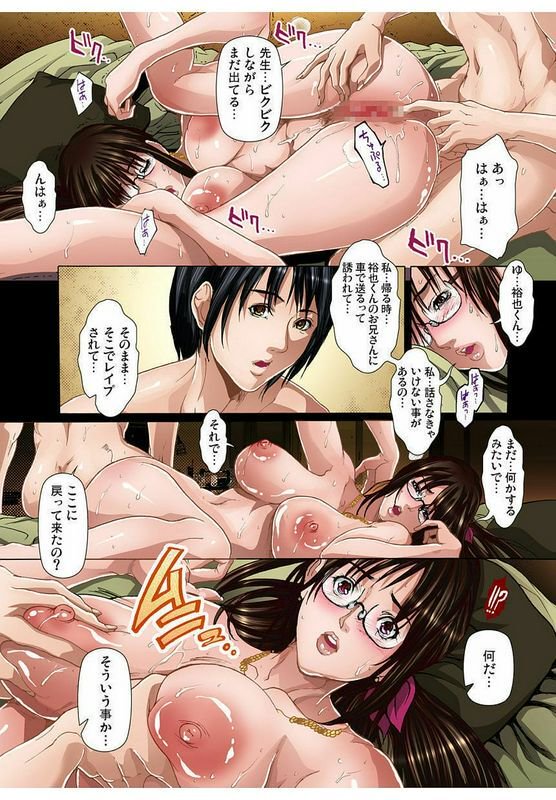 先生…ビクビク
しながら
まだ出てる…
ビクッ
ビクッ
はぁ…
あっ
はぁ…はぁ…
んはぁ…
はぁ…
ビク…
ビク…
ゆ…裕也くん…
はぁっ…
私…話さなきゃ
いけない事が
あるの…
私…帰る時…
裕也くんのお兄さんに
車で送るって
誘われて…
そのまま…
そこでレイプ
されて…
まだ…何かする
みたいで…
それで…
ここに
戻って来たの?
!!?
何だ…
そういう事か…
ムニュ…